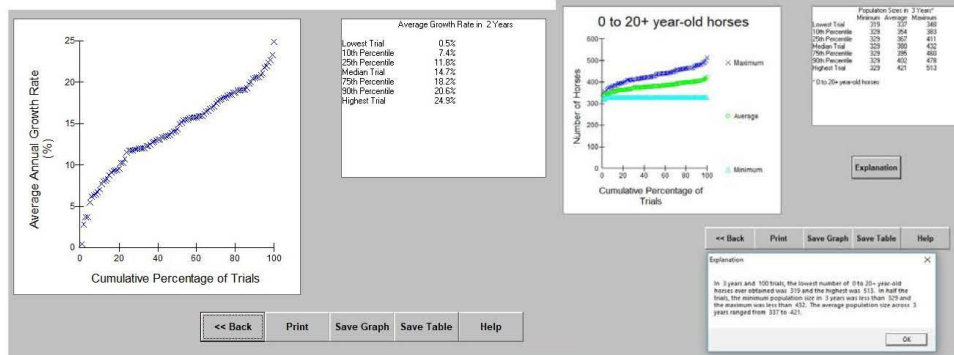 Average Growth Rate in 2 Years
Lowest Trial 0.5%
10th Percentile 7.4%
25th Percentile 11.8%
Median Trial 14.7%
75th Percentile 18.2%
90th Percentile 20.6%
Highest Trial 24.9%
Average Annual Growth Rate
(%)
25
20
15
10
5
0
0 20 40 60 80 100
Cumulative Percentage of Trials
<< Back Print Save Graph Save Table Help
0 to 20+ year-old horses
Number of Horses
600
500
400
300
200
100
0
0 20 40 60 80 100
Cumulative Percentage of
Trials
Maximum
Average
Minimum
Population Sizes in 3 Years*
Minimum Average Maximum
Lowest Trial 319 337 348
10th Percentile 329 354 383
25th Percentile 329 367 411
Median Trial 329 380 432
75th Percentile 329 395 460
90th Percentile 329 402 478
Highest Trial 329 421 513
* 0 to 20+ year-old horses
Explanation
<< Back Print Save Graph Save Table Help
Explanation
In 3 years and 100 trials, the lowest number of 0 to 20+ year-old
horses ever obtained was 319 and the highest was 513. In half the
trials, the minimum population size in 3 years was less than 329 and
the maximum was less than 432. The average population size across 3
years ranged from 337 to 421.
OK